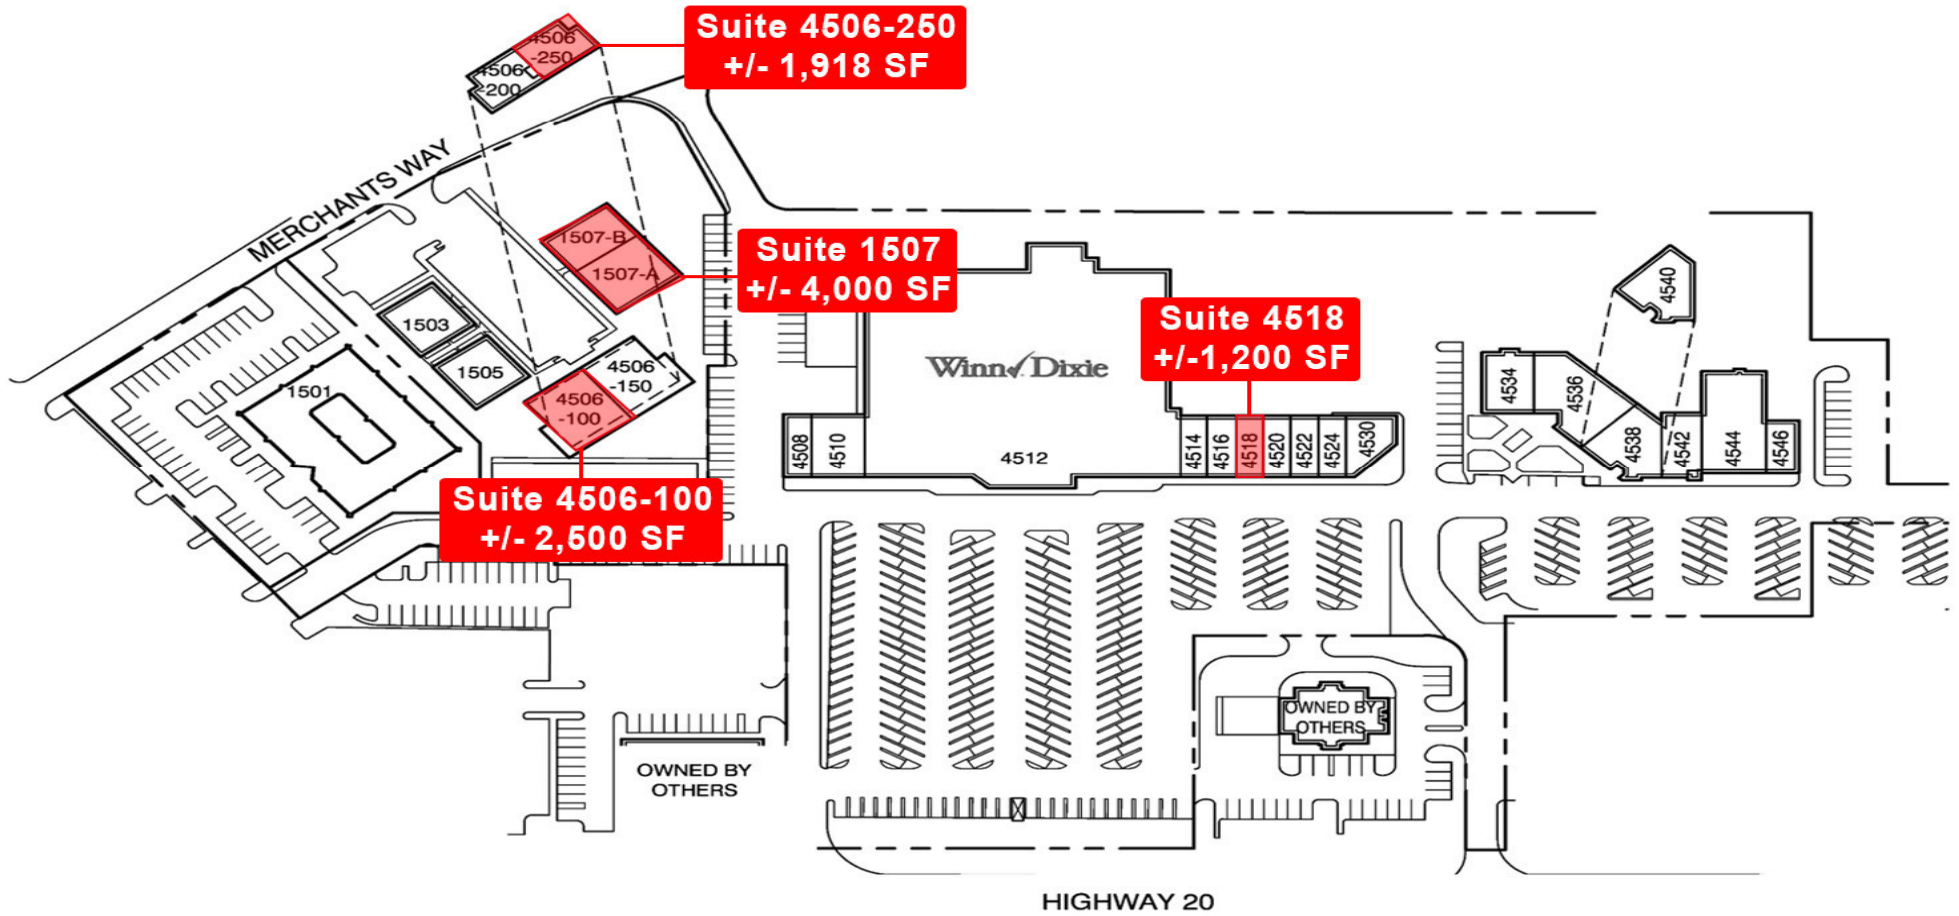 Suite 4506-250
+/- 1,918 SF
4506
-250
4506
-200
MERCHANTS WAY
1507-B
1507-A
Suite 1507
+/- 4,000 SF
1503
1505
1501
4506
-150
4506
-100
Suite 4506-100
+/- 2,500 SF
Winn Dixie
Suite 4518
+/-1,200 SF
4508
4510
4512
4514
4516
4518
4520
4522
4524
4530
4540
4534
4536
4538
4542
4544
4546
OWNED BY
OTHERS
OWNED BY
OTHERS
HIGHWAY 20